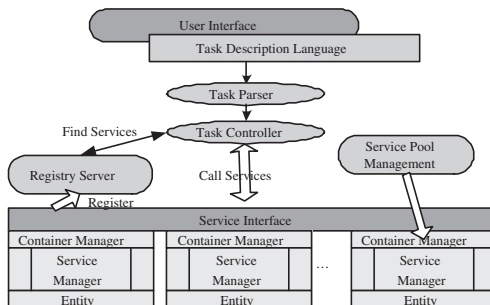 User Interface
Task Description Language
Task Parser
Find Services
Task Controller
Service Pool
Management
Registry Server
Call Services
Register
Service Interface
Container Manager
Container Manager
Container Manager
Service
Manager
Service
Manager
...
Service
Manager
Entity
Entity
Entity